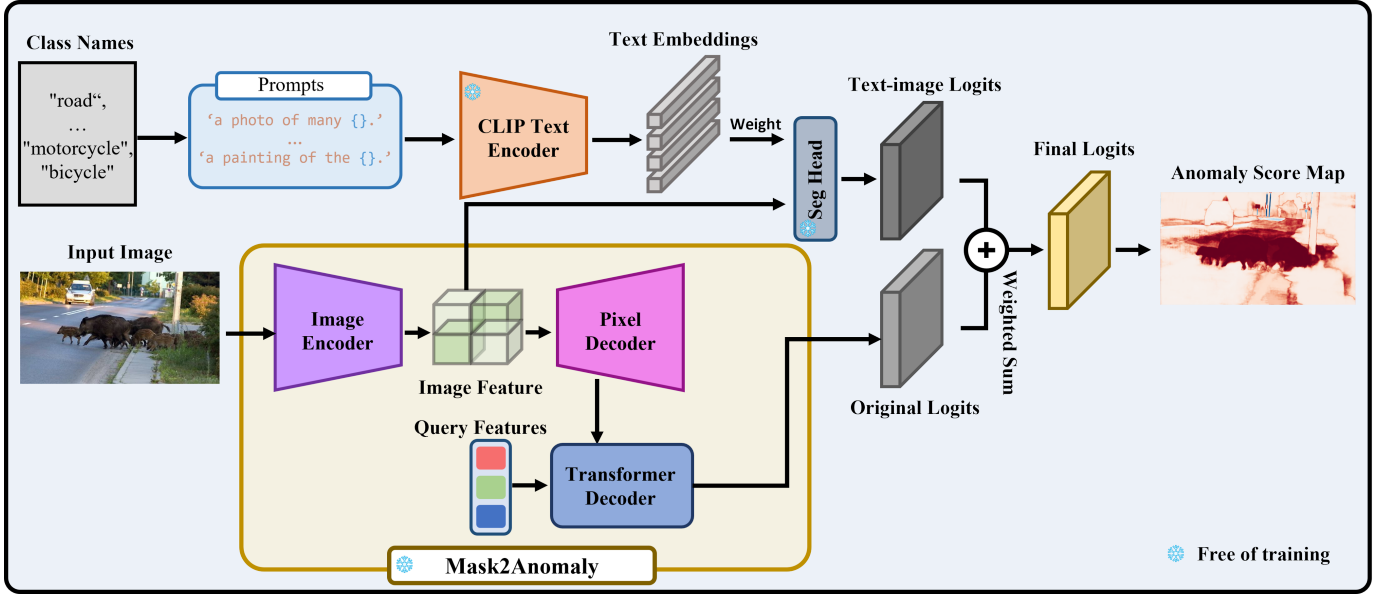 Class Names
"road“,
...
"motorcycle",
"bicycle"
Prompts
‘a photo of many {}.’
...
‘a painting of the {}.’
CLIP Text
Encoder
Text Embeddings
Weight
Seg Head
Text-image Logits
Final Logits
Anomaly Score Map
Input Image
Image
Encoder
Image Feature
Pixel
Decoder
Query Features
Transformer
Decoder
Original Logits
+
Weighted Sum
Mask2Anomaly
Free of training